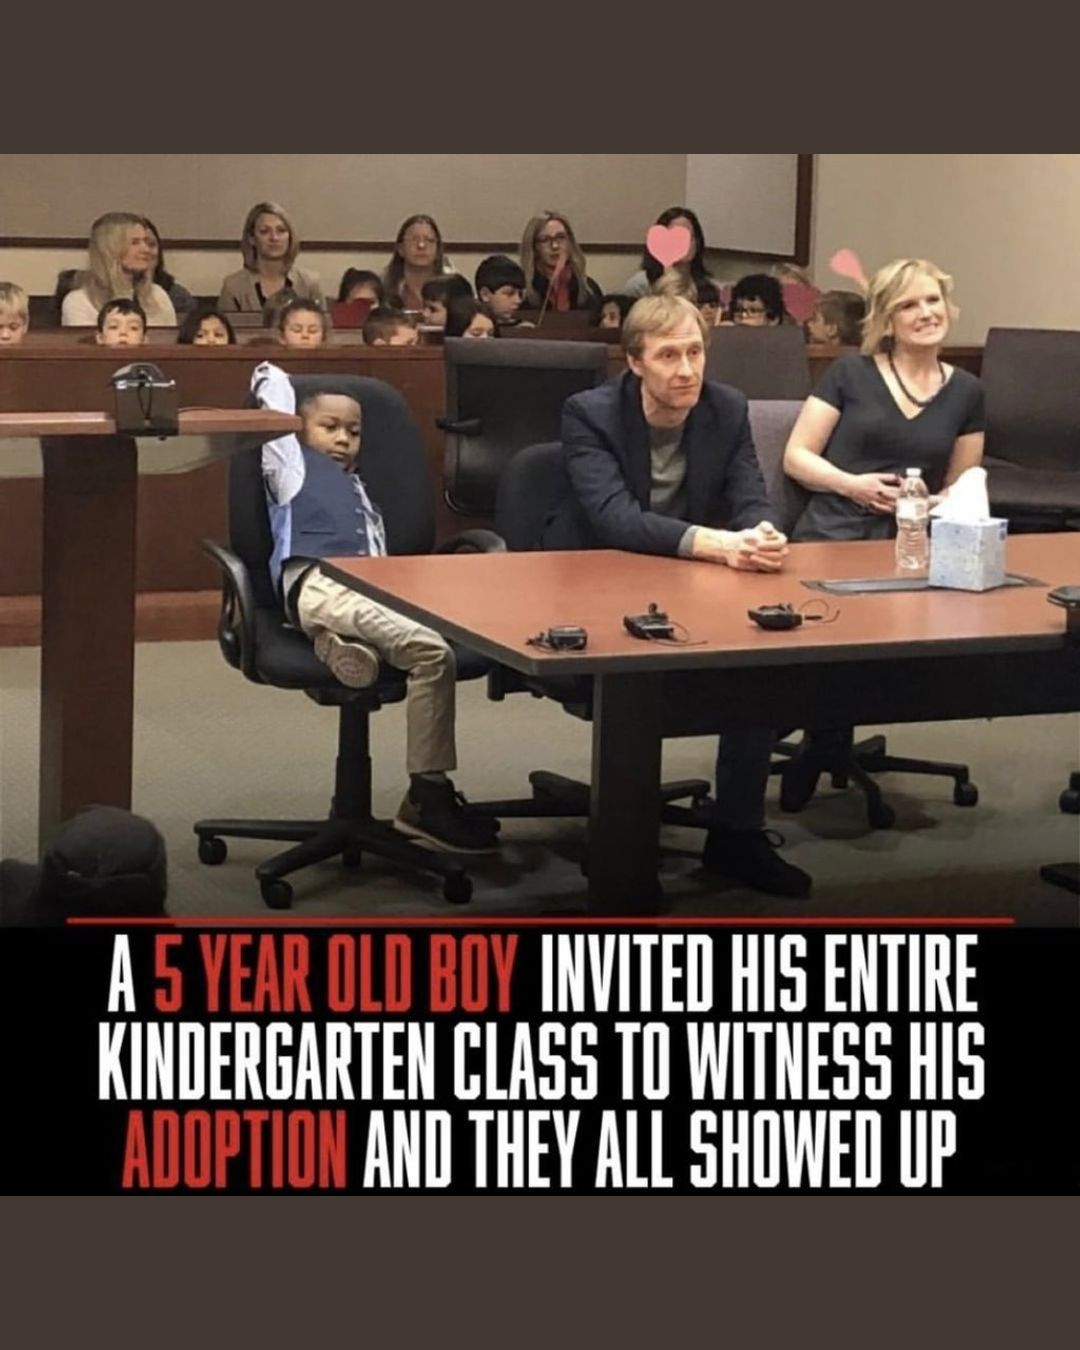 A 5 YEAR OLD BOY INVITED HIS ENTIRE
KINDERGARTEN CLASS TO WITNESS HIS
ADOPTION AND THEY ALL SHOWED UP